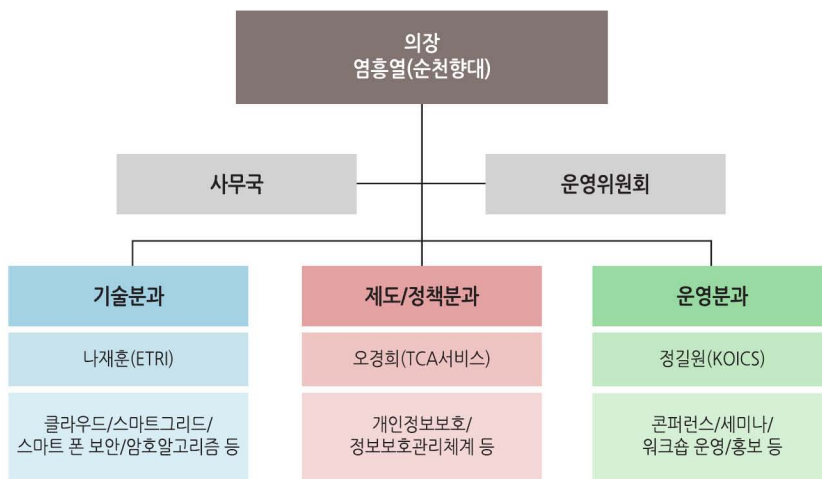 의장
염흥열(순천향대)
사무국
운영위원회
기술분과
제도/정책분과
운영분과
나재훈(ETRI)
오경희(TCA서비스)
정길원(KOICS)
클라우드/스마트그리드/
스마트 폰 보안/암호알고리즘 등
개인정보보호/
정보보호관리체계 등
콘퍼런스/세미나/
워크숍 운영/홍보 등